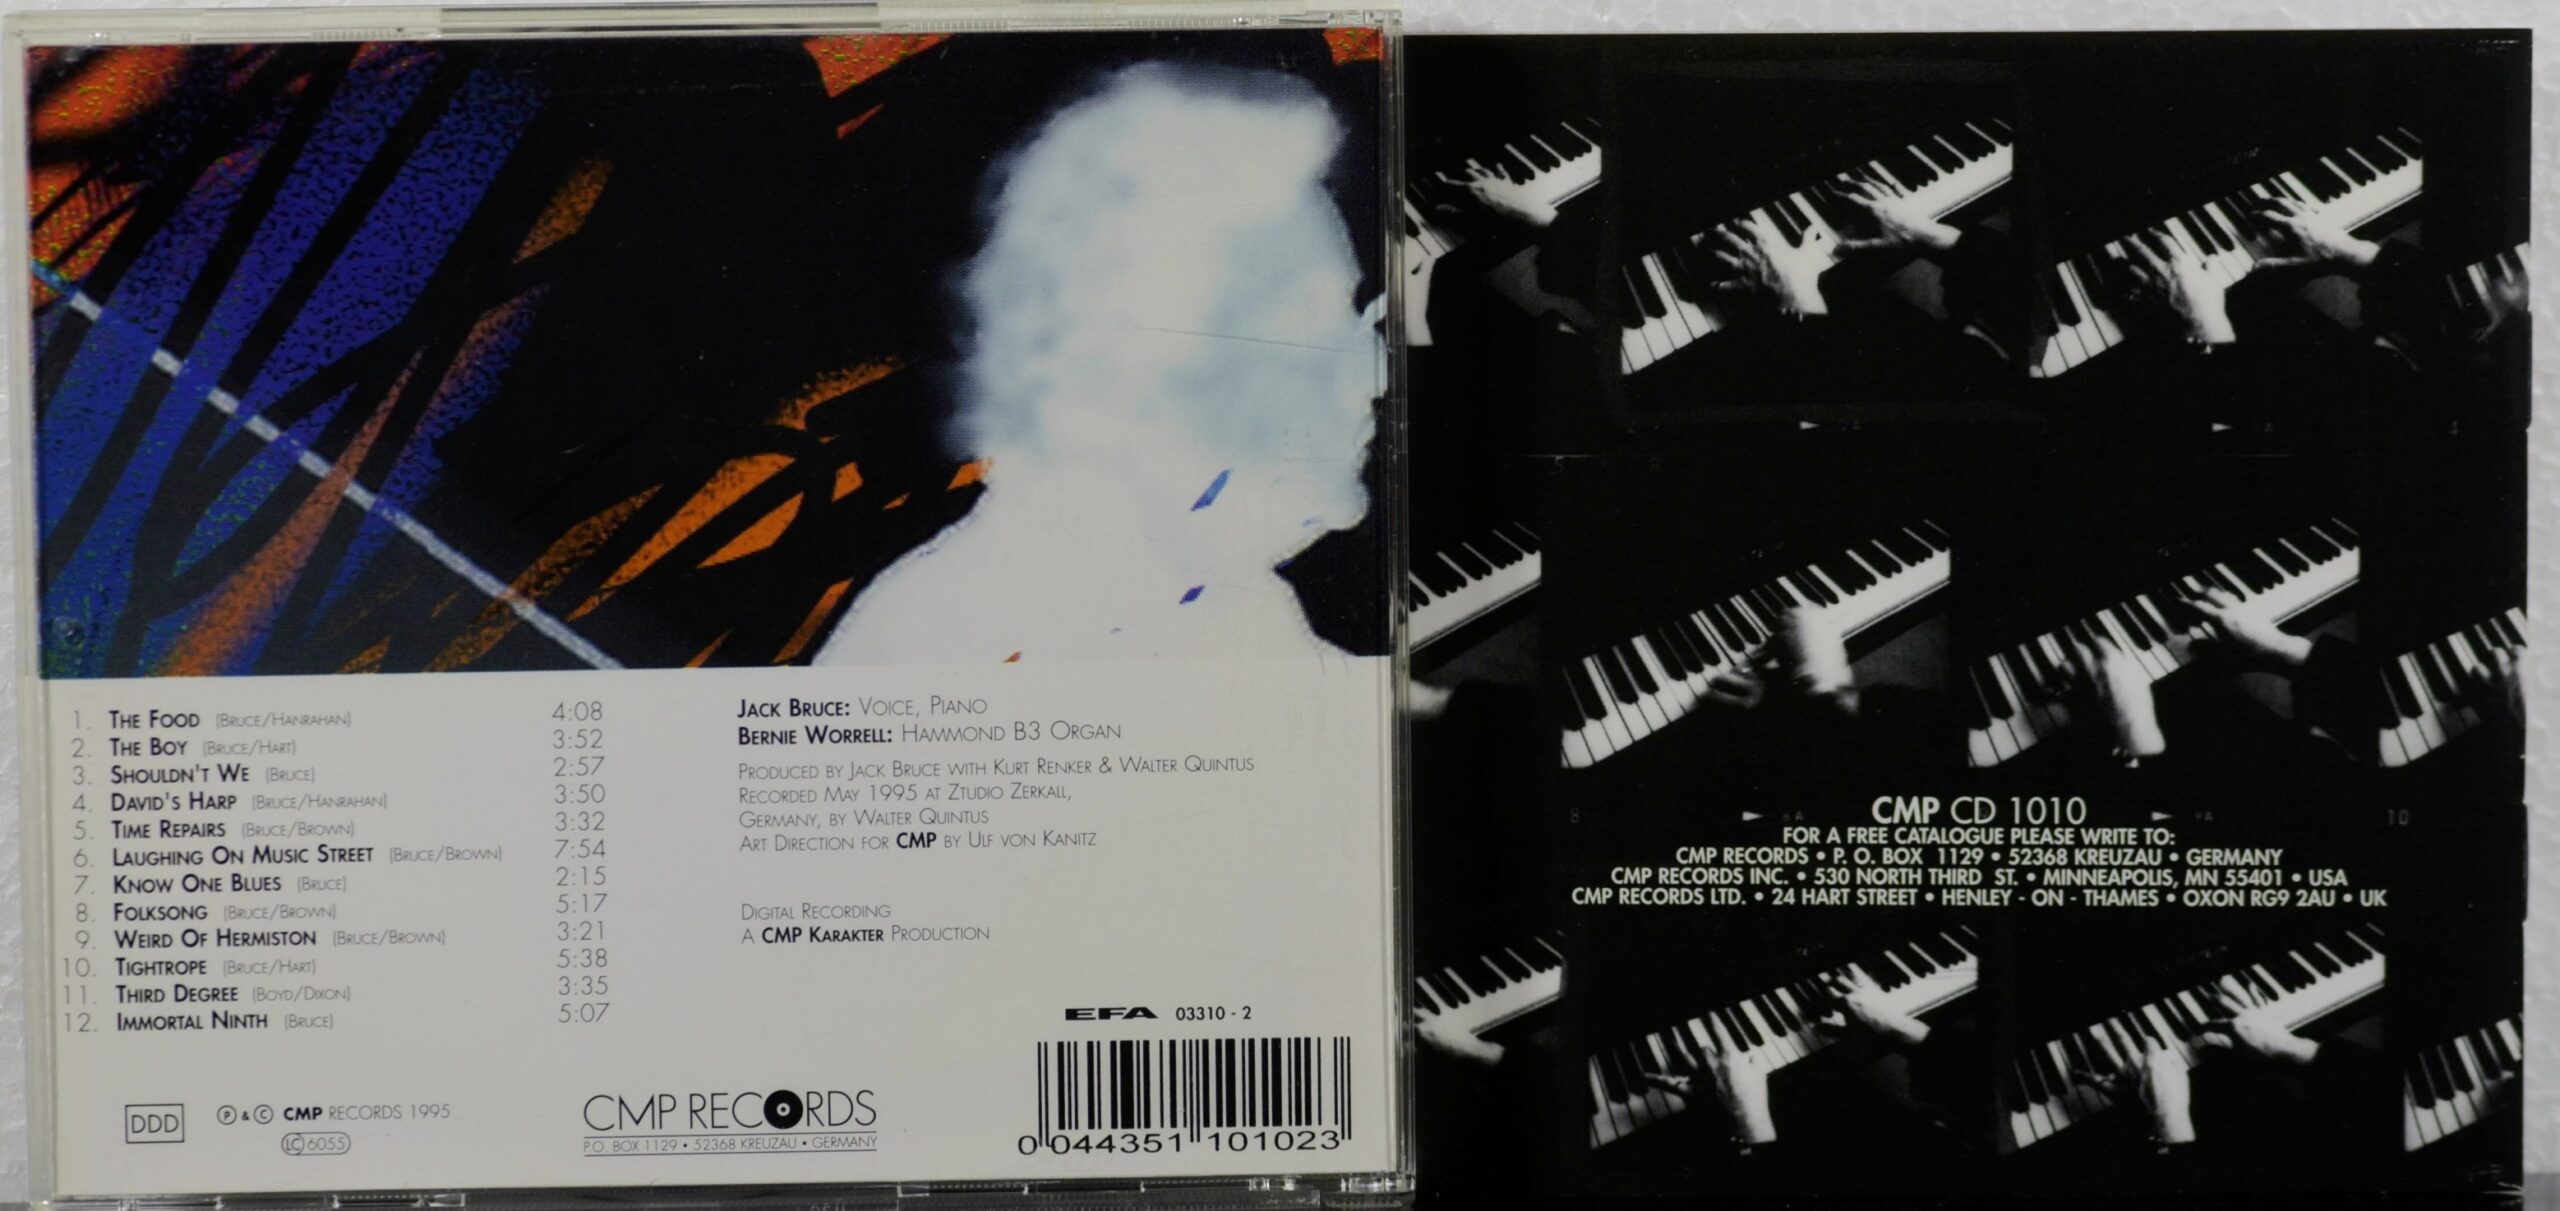 1. The Food (Bruce/Hanrahan) 4:08
2. The Boy (Bruce/Hart) 3:52
3. Shouldn't We (Bruce) 2:57
4. David's Harp (Bruce/Hanrahan) 3:50
5. Time Repairs (Bruce/Brown) 3:32
6. Laughing On Music Street (Bruce/Brown) 7:54
7. Know One Blues (Bruce) 2:15
8. Folksong (Bruce/Brown) 5:17
9. Weird Of Hermiston (Bruce/Brown) 3:21
10. Tightrope (Bruce/Hart) 5:38
11. Third Degree (Boyd/Dixon) 3:35
12. Immortal Ninth (Bruce) 5:07
Jack Bruce: Voice, Piano
Bernie Worrell: Hammond B3 Organ
Produced by Jack Bruce with Kurt Renker & Walter Quintus
Recorded May 1995 at Ztudio Zerkall,
Germany, by Walter Quintus
Art Direction for CMP by Ulf von Kanitz
Digital Recording
A CMP Karakter Production
EFA 03310 - 2
0 044351 101023
DDD
Ⓟ & © CMP RECORDS 1995
LC 6055
CMP RECORDS
P.O. BOX 1129 • 52368 KREUZAU • GERMANY
4
8
8A
9A
10
CMP CD 1010
FOR A FREE CATALOGUE PLEASE WRITE TO:
CMP RECORDS • P. O. BOX 1129 • 52368 KREUZAU • GERMANY
CMP RECORDS INC. • 530 NORTH THIRD ST. • MINNEAPOLIS, MN 55401 • USA
CMP RECORDS LTD. • 24 HART STREET • HENLEY - ON - THAMES • OXON RG9 2AU • UK